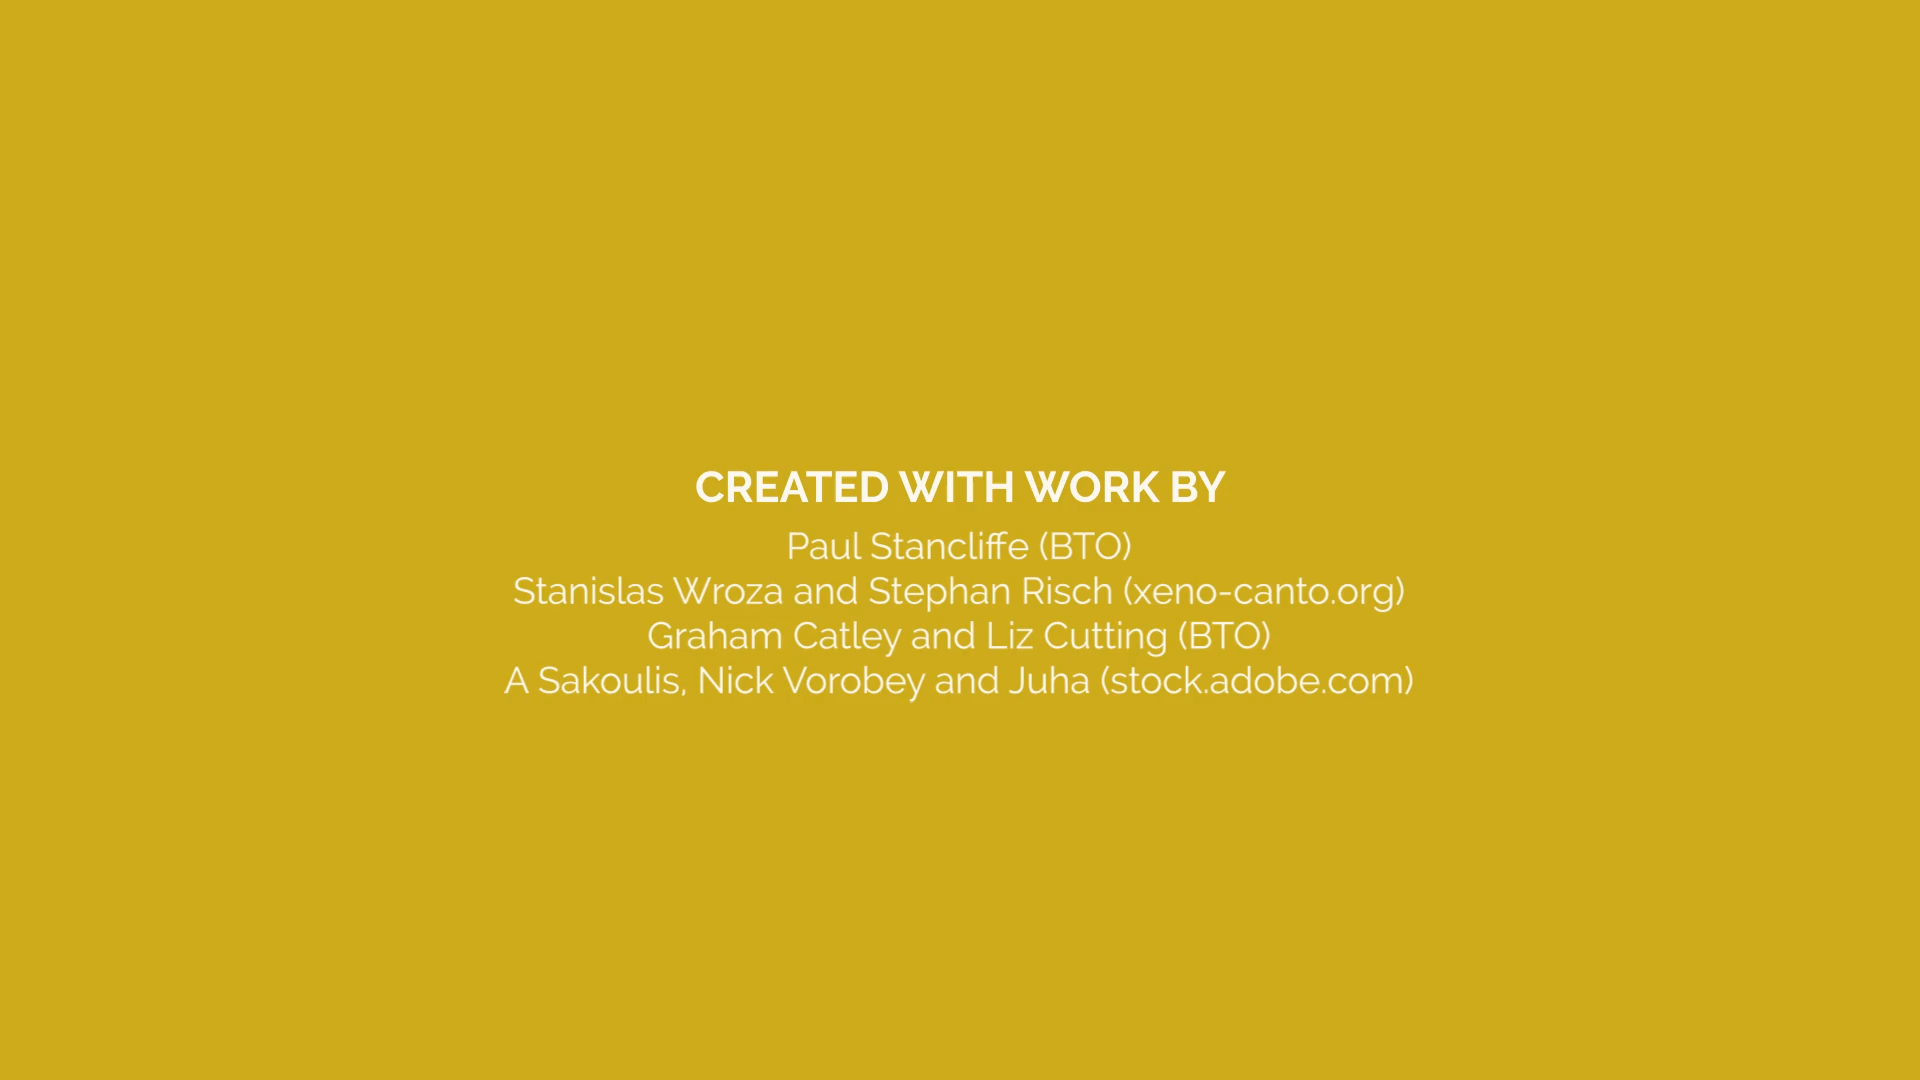 CREATED WITH WORK BY
Paul Stancliffe (BTO)
Stanislas Wroza and Stephan Risch (xeno-canto.org)
Graham Catley and Liz Cutting (BTO)
A Sakoulis, Nick Vorobey and Juha (stock.adobe.com)